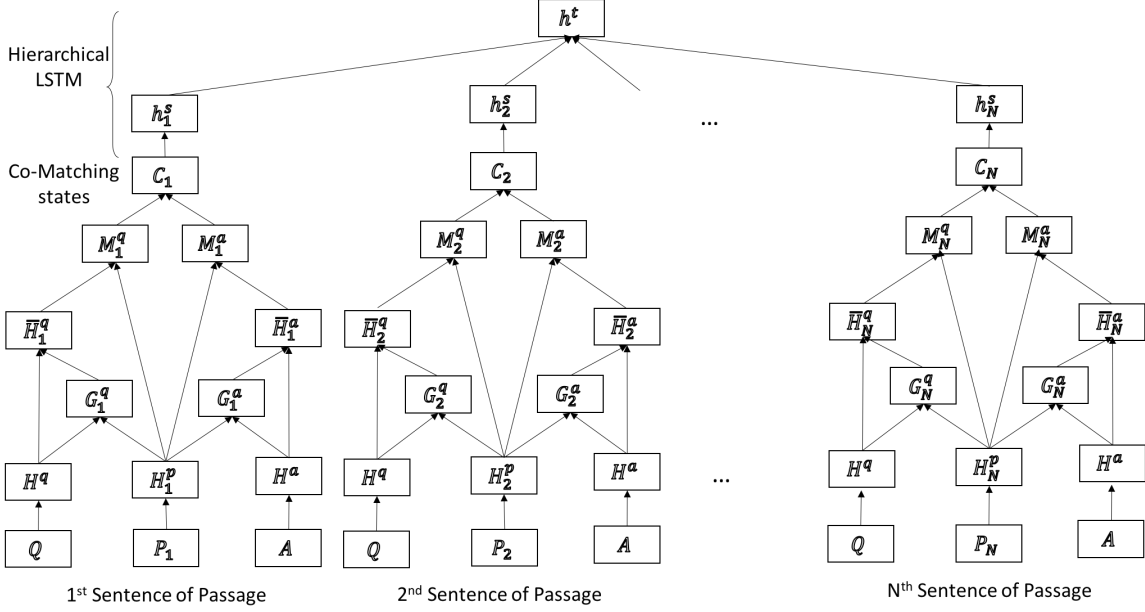 h^t
Hierarchical
LSTM
h_1^s h_2^s ... h_N^s
Co-Matching
states
C_1 C_2 C_N
M_1^q M_1^a M_2^q M_2^a M_N^q M_N^a
H̅_1^q H̅_1^a H̅_2^q H̅_2^a H̅_N^q H̅_N^a
G_1^q G_1^a G_2^q G_2^a G_N^q G_N^a
H^q H_1^p H^a H^q H_2^p H^a ... H^q H_N^p H^a
Q P_1 A Q P_2 A Q P_N A
1st Sentence of Passage 2nd Sentence of Passage Nth Sentence of Passage